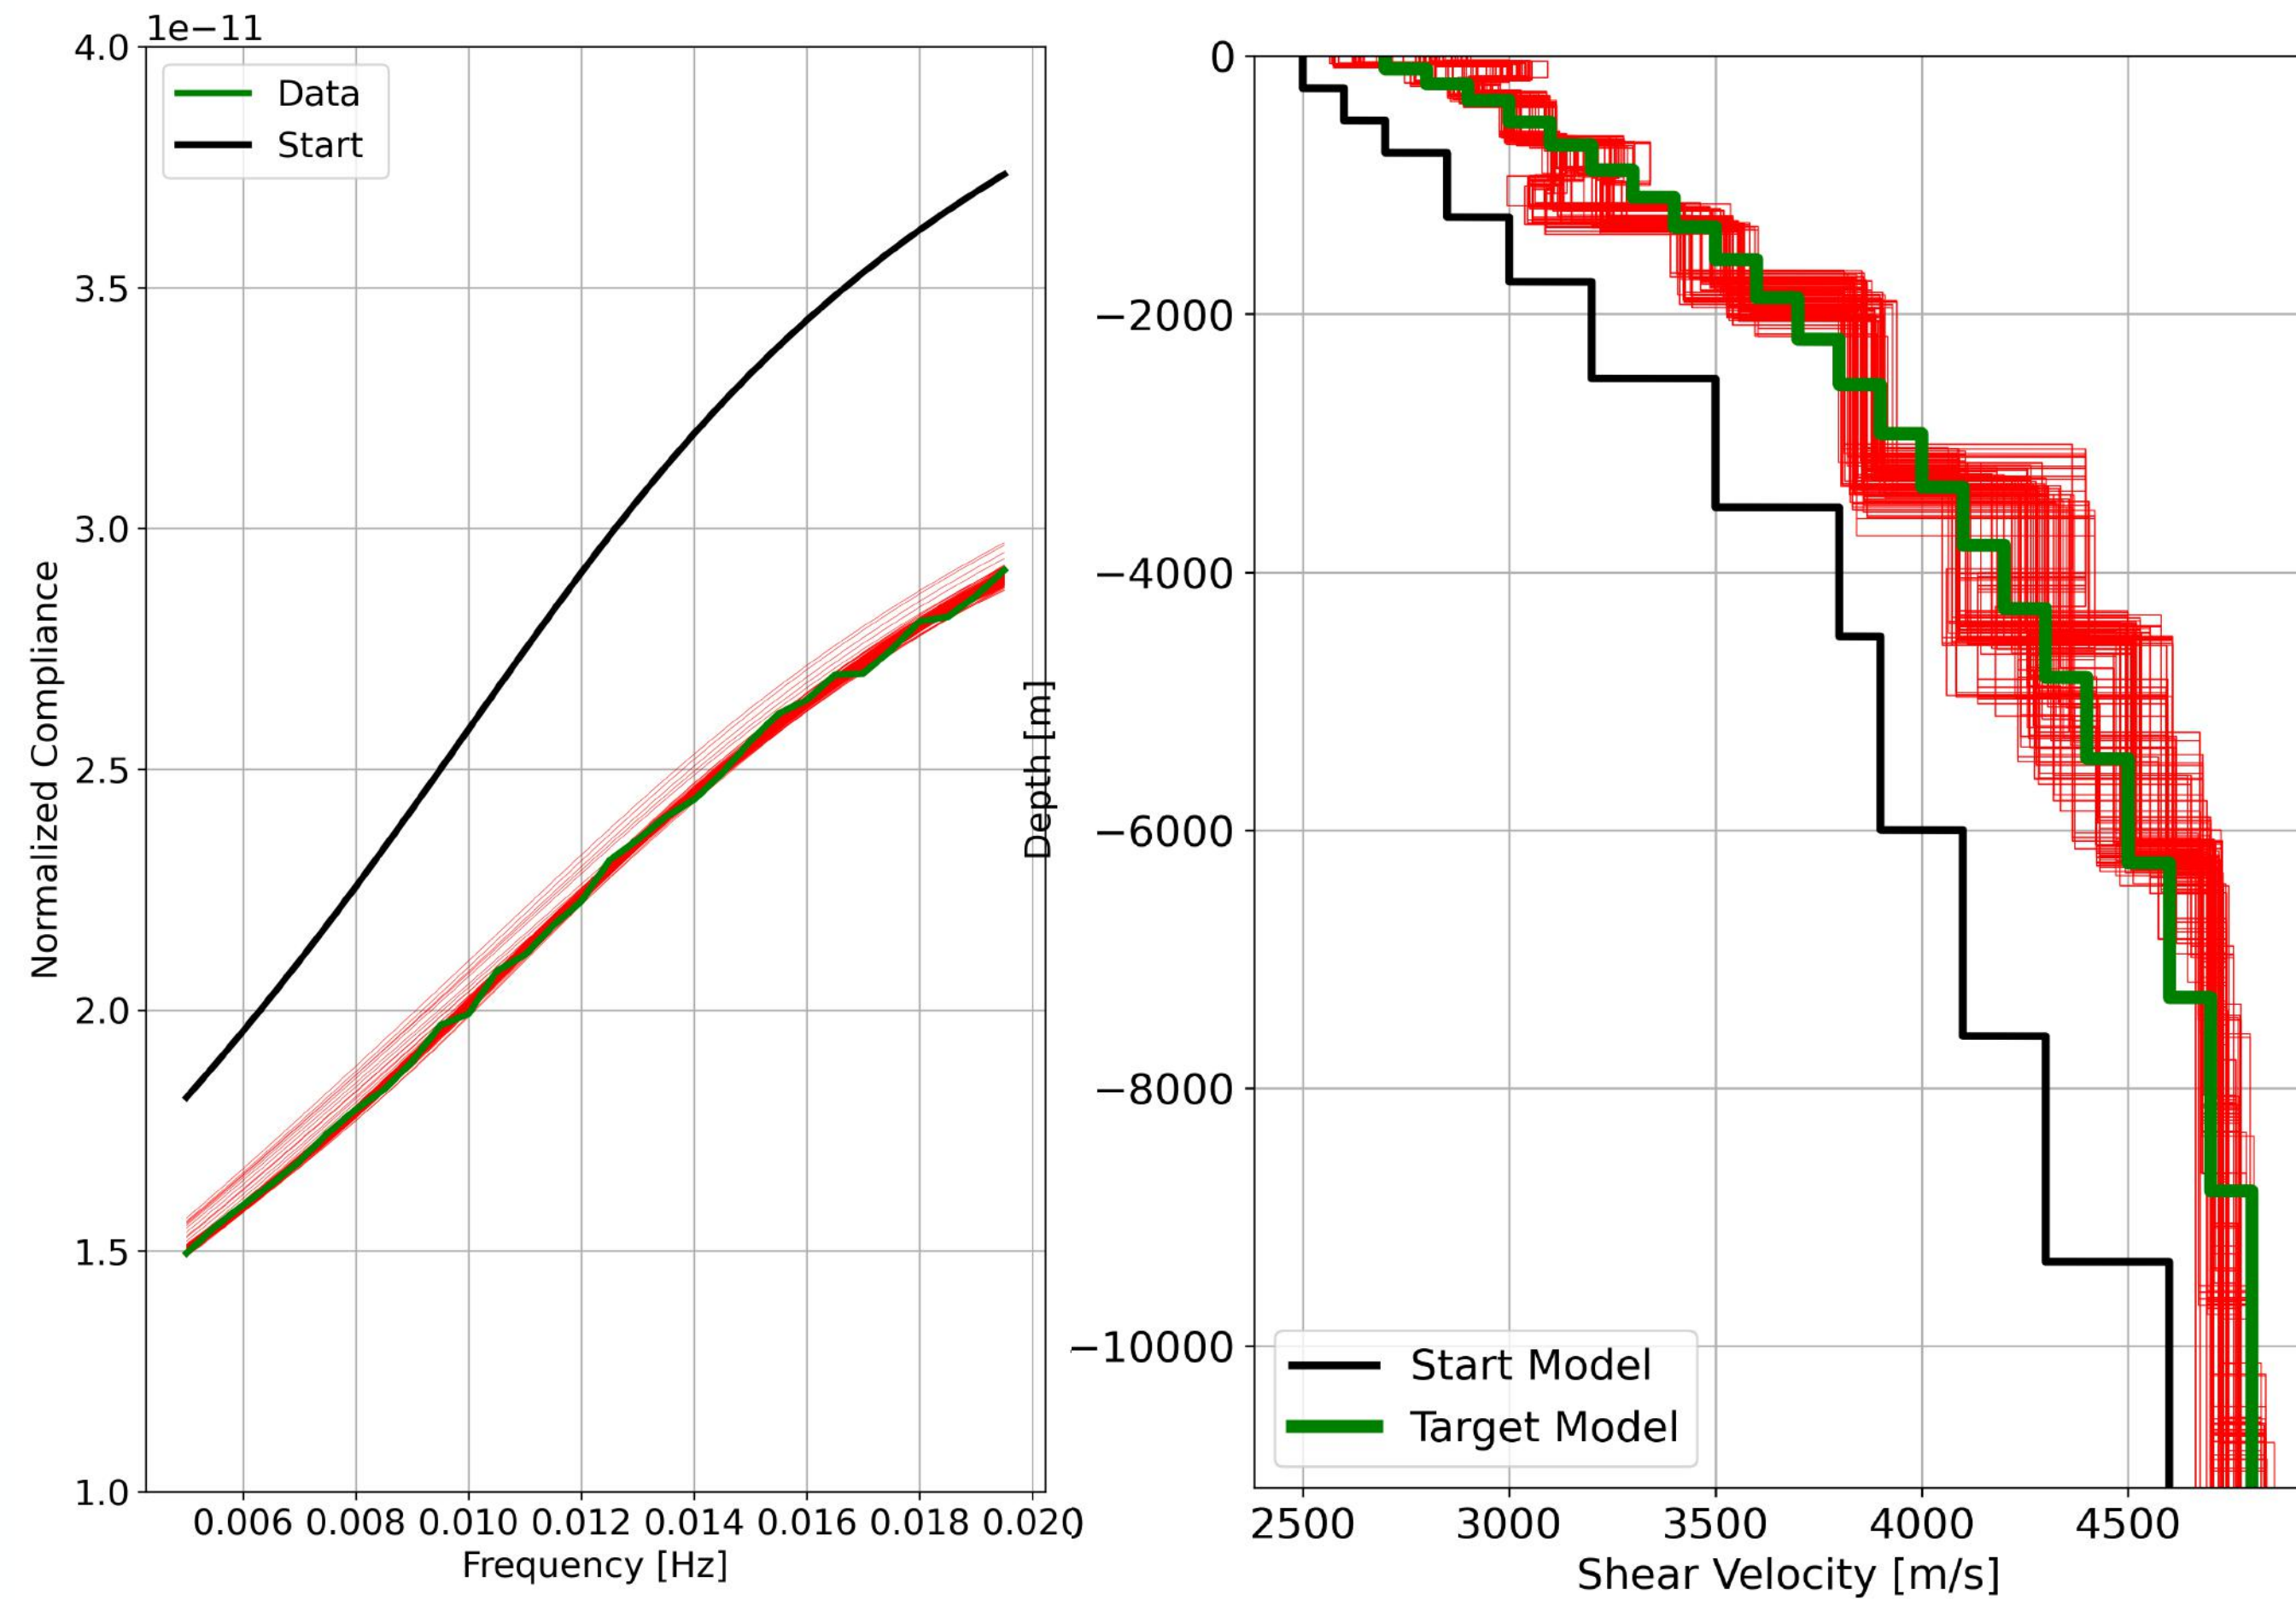 1e−11
4.0
3.5
3.0
2.5
2.0
1.5
1.0
Normalized Compliance
Data
Start
0.006 0.008 0.010 0.012 0.014 0.016 0.018 0.020
Frequency [Hz]
0
−2000
−4000
−6000
−8000
−10000
Depth [m]
Start Model
Target Model
2500 3000 3500 4000 4500
Shear Velocity [m/s]